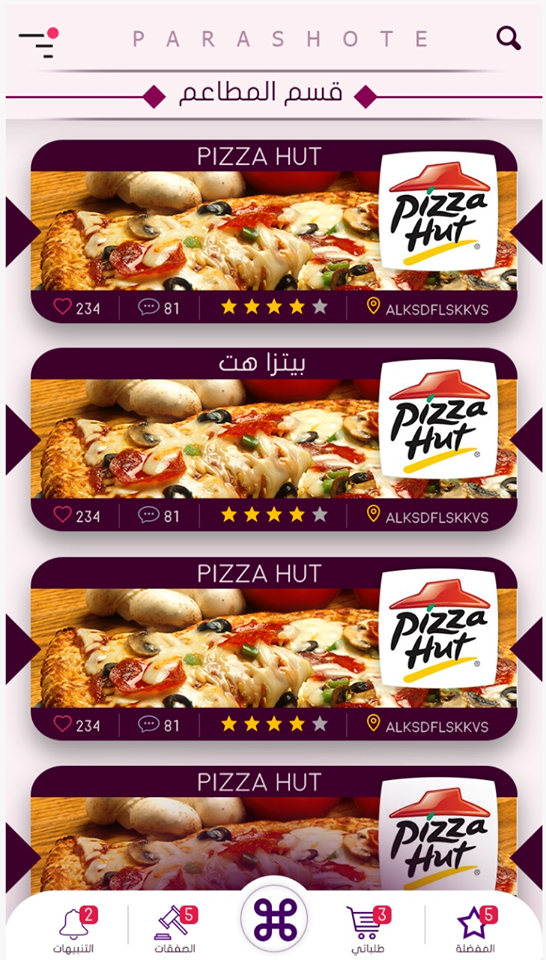 PARASHOTE
قسم المطاعم
PIZZA HUT
Pizza Hut ®
234 81 ALKSDFLSKKVS
بيتزا هت
Pizza Hut ®
234 81 ALKSDFLSKKVS
PIZZA HUT
Pizza Hut ®
234 81 ALKSDFLSKKVS
PIZZA HUT
Pizza Hut
2 5 3 5
التنبيهات الصفقات طلباتي المفضلة